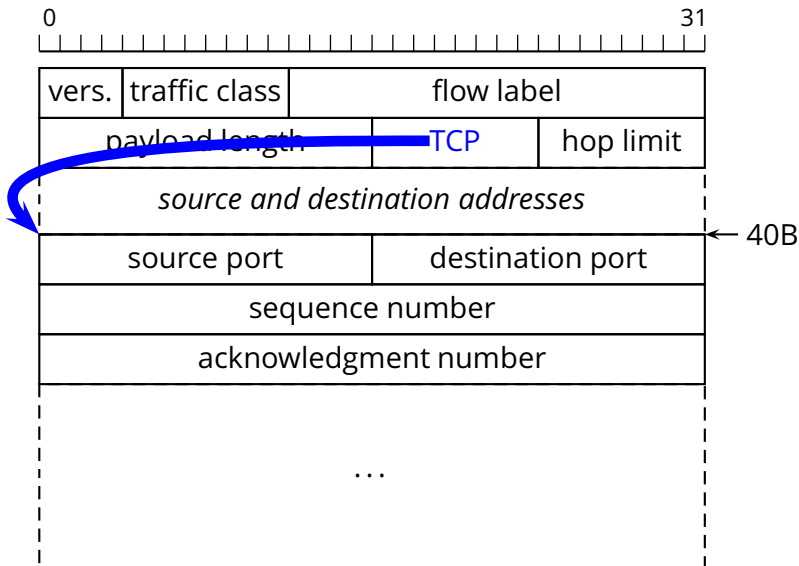 0 31
vers. traffic class flow label
payload length TCP hop limit
source and destination addresses
40B
source port destination port
sequence number
acknowledgment number
...